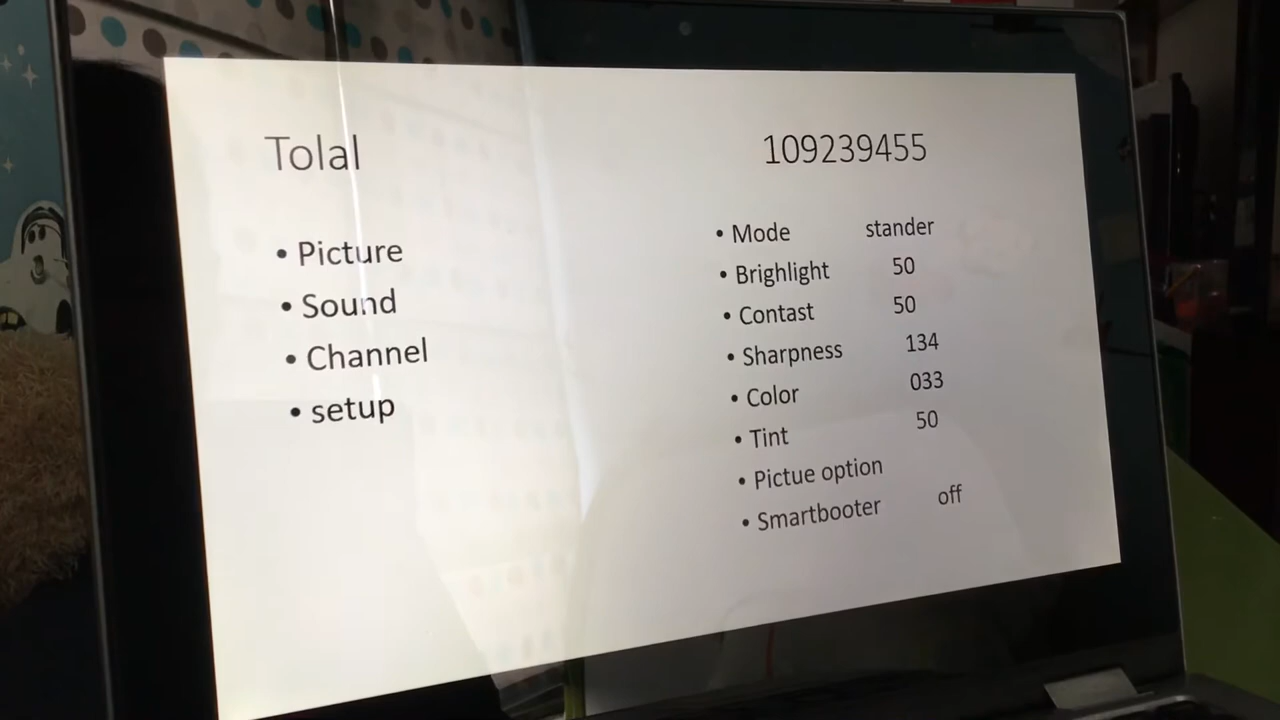 Tolal
109239455
• Picture
• Sound
• Channel
• setup
• Mode stander
• Brighlight 50
• Contast 50
• Sharpness 134
• Color 033
• Tint 50
• Pictue option
• Smartbooter off